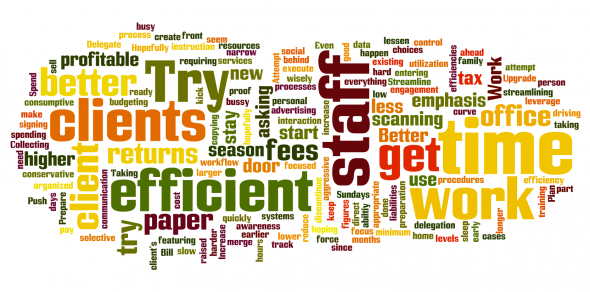 busy
process create front seem
Delegate Hopefully instruction resources
narrow
profitable requiring services
Spend better ready Try new
consumptive budgeting kick proof
make bussy
signing clients copying stay hopefully asking
spending
Collecting returns season fees
need higher workflow door focused
conservative
organized client Taking efficient larger
Push days Prepare communication paper cost
pay try quickly systems
selective client's featuring awareness
Bill slow raised harder Increase merge earlier hours track
social Even data lessen control
Attempt behind good happen choices
execute hard existing utilization
wisely entering everything Streamline
processes low engagement
personal less emphasis
advertising scanning
interaction increase Better
start staff get time
keep aggressive Sundays use procedures
discontinue figures direct ability appropriate done liabilities preparation work
lower reduce hoping focus minimum delegation
force since months home levels sleep early cases
efficiencies family ahead
tax Work attempt
Upgrade
person
streamlining
curve office leverage
driving
taking
efficiency
longer training Plan part